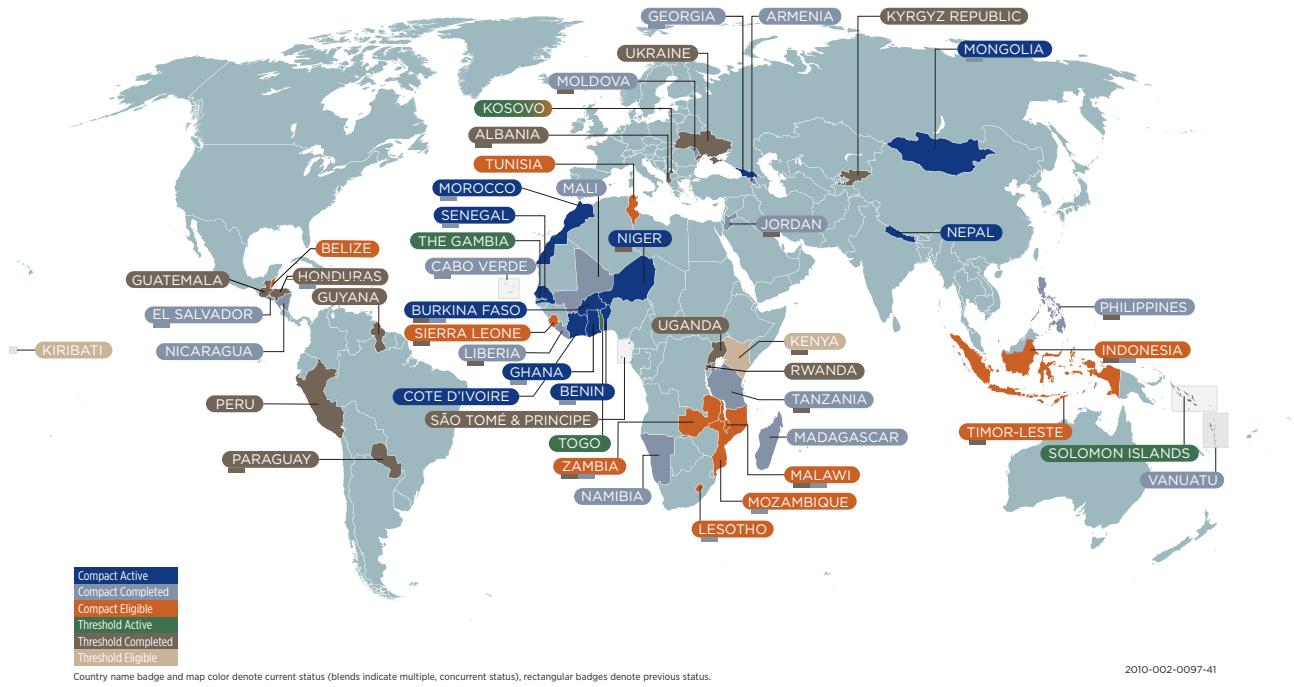 GEORGIA
ARMENIA
KYRGYZ REPUBLIC
MONGOLIA
UKRAINE
MOLDOVA
KOSOVO
ALBANIA
TUNISIA
MOROCCO
MALI
SENEGAL
JORDAN
NEPAL
THE GAMBIA
NIGER
BELIZE
CABO VERDE
HONDURAS
GUATEMALA
GUYANA
PHILIPPINES
BURKINA FASO
EL SALVADOR
UGANDA
SIERRA LEONE
KENYA
KIRIBATI
NICARAGUA
LIBERIA
INDONESIA
GHANA
RWANDA
BENIN
COTE D'IVOIRE
TANZANIA
PERU
SÃO TOMÉ & PRINCIPE
TIMOR-LESTE
MADAGASCAR
TOGO
SOLOMON ISLANDS
PARAGUAY
ZAMBIA
MALAWI
VANUATU
NAMIBIA
MOZAMBIQUE
LESOTHO
Compact Active
Compact Completed
Compact Eligible
Threshold Active
Threshold Completed
Threshold Eligible
Country name badge and map color denote current status (blends indicate multiple, concurrent status), rectangular badges denote previous status.
2010-002-0097-41